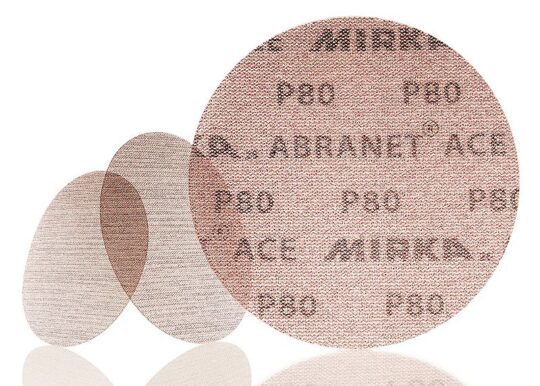 MIRKA
P80 P80
ABRANET® ACE
P80 P80 P80
ACE MIRKA
P80 P80